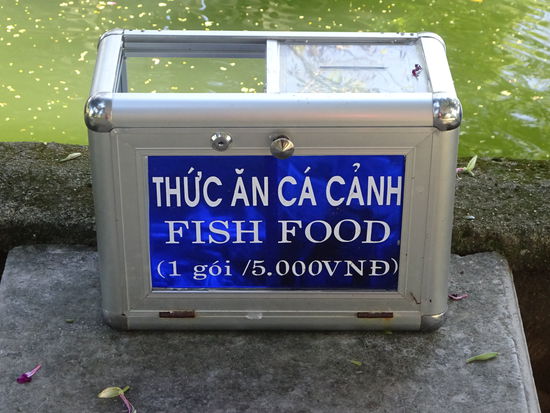 THỨC ĂN CÁ CẢNH
FISH FOOD
(1 gói /5.000VNĐ)